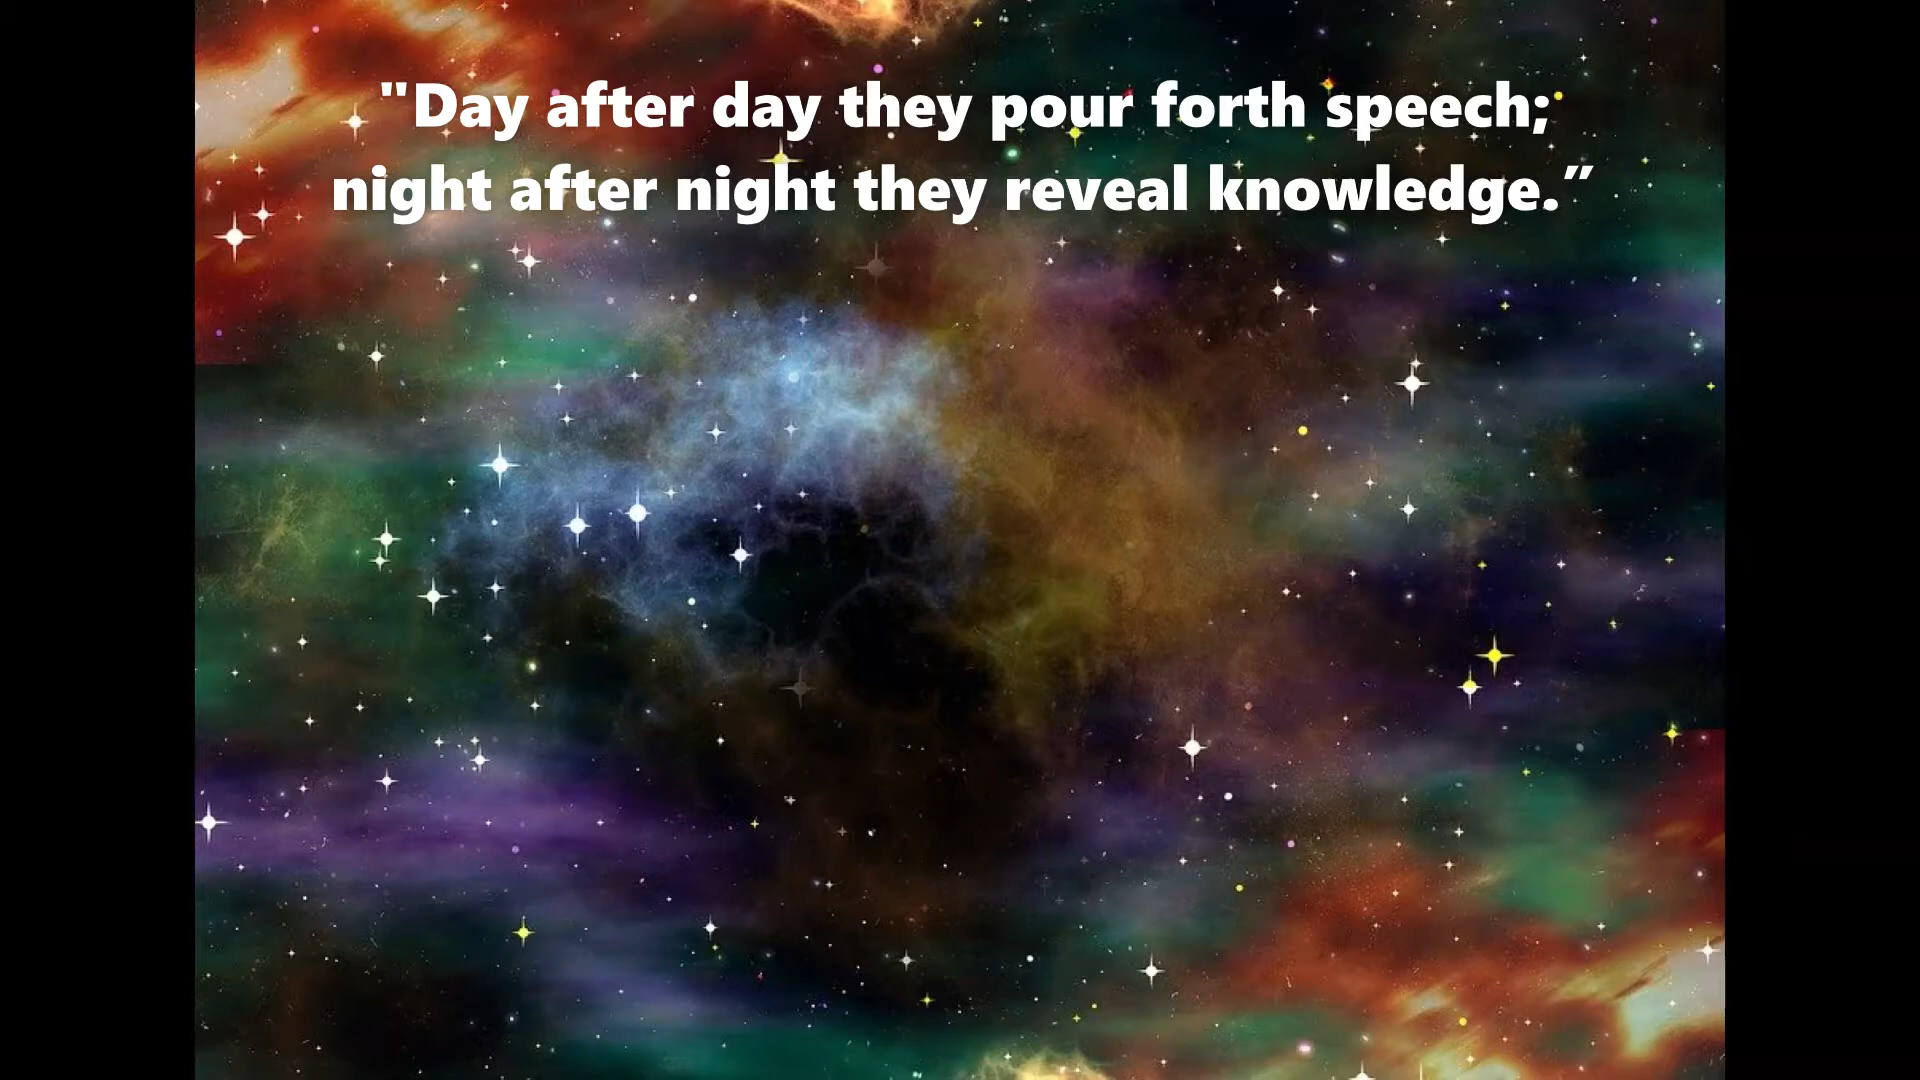 "Day after day they pour forth speech;
night after night they reveal knowledge.”